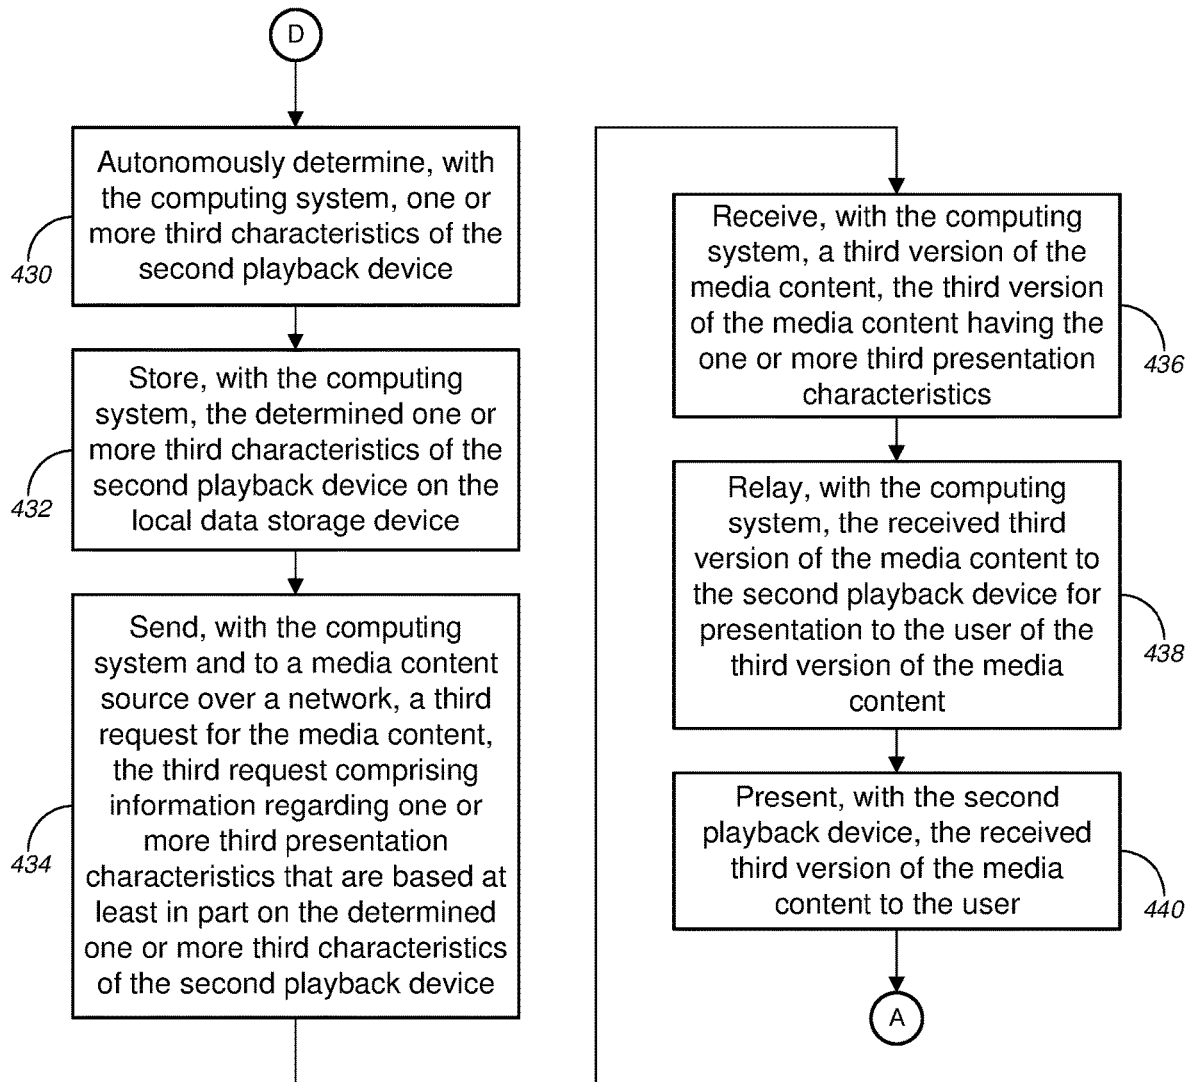 D
Autonomously determine, with
the computing system, one or
more third characteristics of the
second playback device
430
Store, with the computing
system, the determined one or
more third characteristics of the
second playback device on the
local data storage device
432
Send, with the computing
system and to a media content
source over a network, a third
request for the media content,
the third request comprising
information regarding one or
more third presentation
characteristics that are based at
least in part on the determined
one or more third characteristics
of the second playback device
434
Receive, with the computing
system, a third version of the
media content, the third version
of the media content having the
one or more third presentation
characteristics
436
Relay, with the computing
system, the received third
version of the media content to
the second playback device for
presentation to the user of the
third version of the media
content
438
Present, with the second
playback device, the received
third version of the media
content to the user
440
A